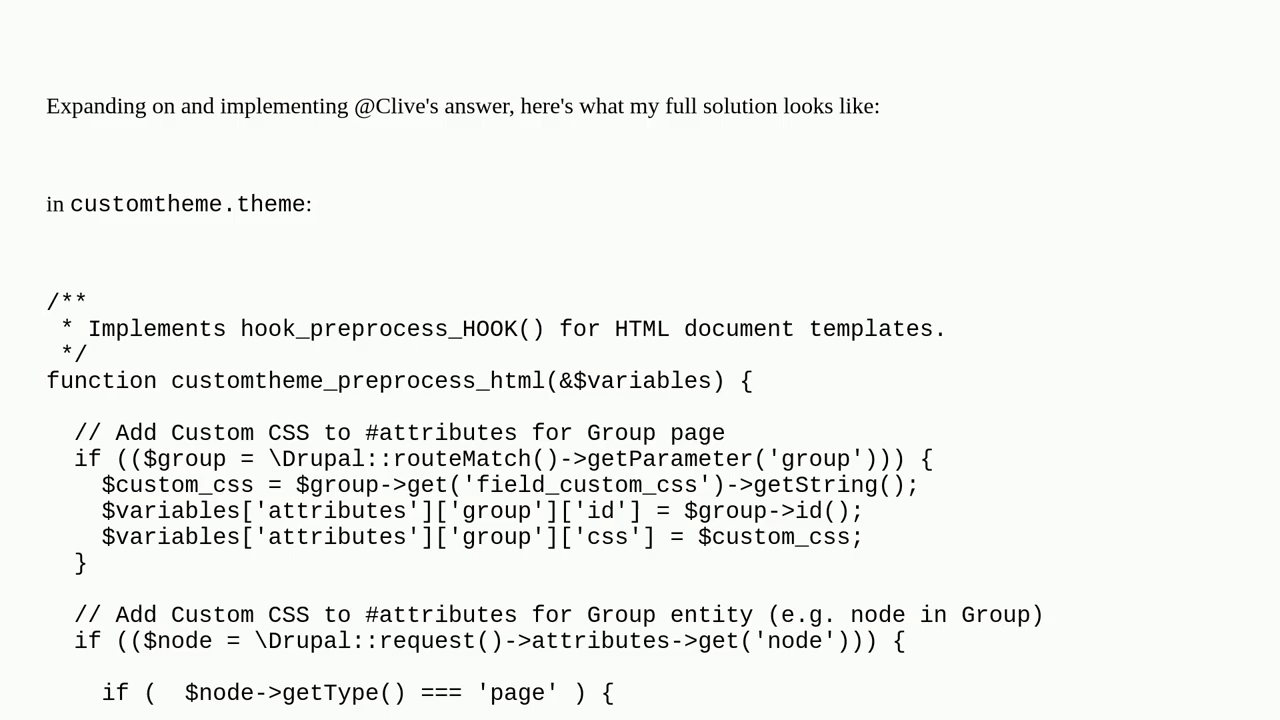 Expanding on and implementing @Clive's answer, here's what my full solution looks like:
in customtheme.theme:
/**
 * Implements hook_preprocess_HOOK() for HTML document templates.
 */
function customtheme_preprocess_html(&$variables) {
  // Add Custom CSS to #attributes for Group page
  if (($group = \Drupal::routeMatch()->getParameter('group'))) {
    $custom_css = $group->get('field_custom_css')->getString();
    $variables['attributes']['group']['id'] = $group->id();
    $variables['attributes']['group']['css'] = $custom_css;
  }
  // Add Custom CSS to #attributes for Group entity (e.g. node in Group)
  if (($node = \Drupal::request()->attributes->get('node'))) {
    if (  $node->getType() === 'page' ) {